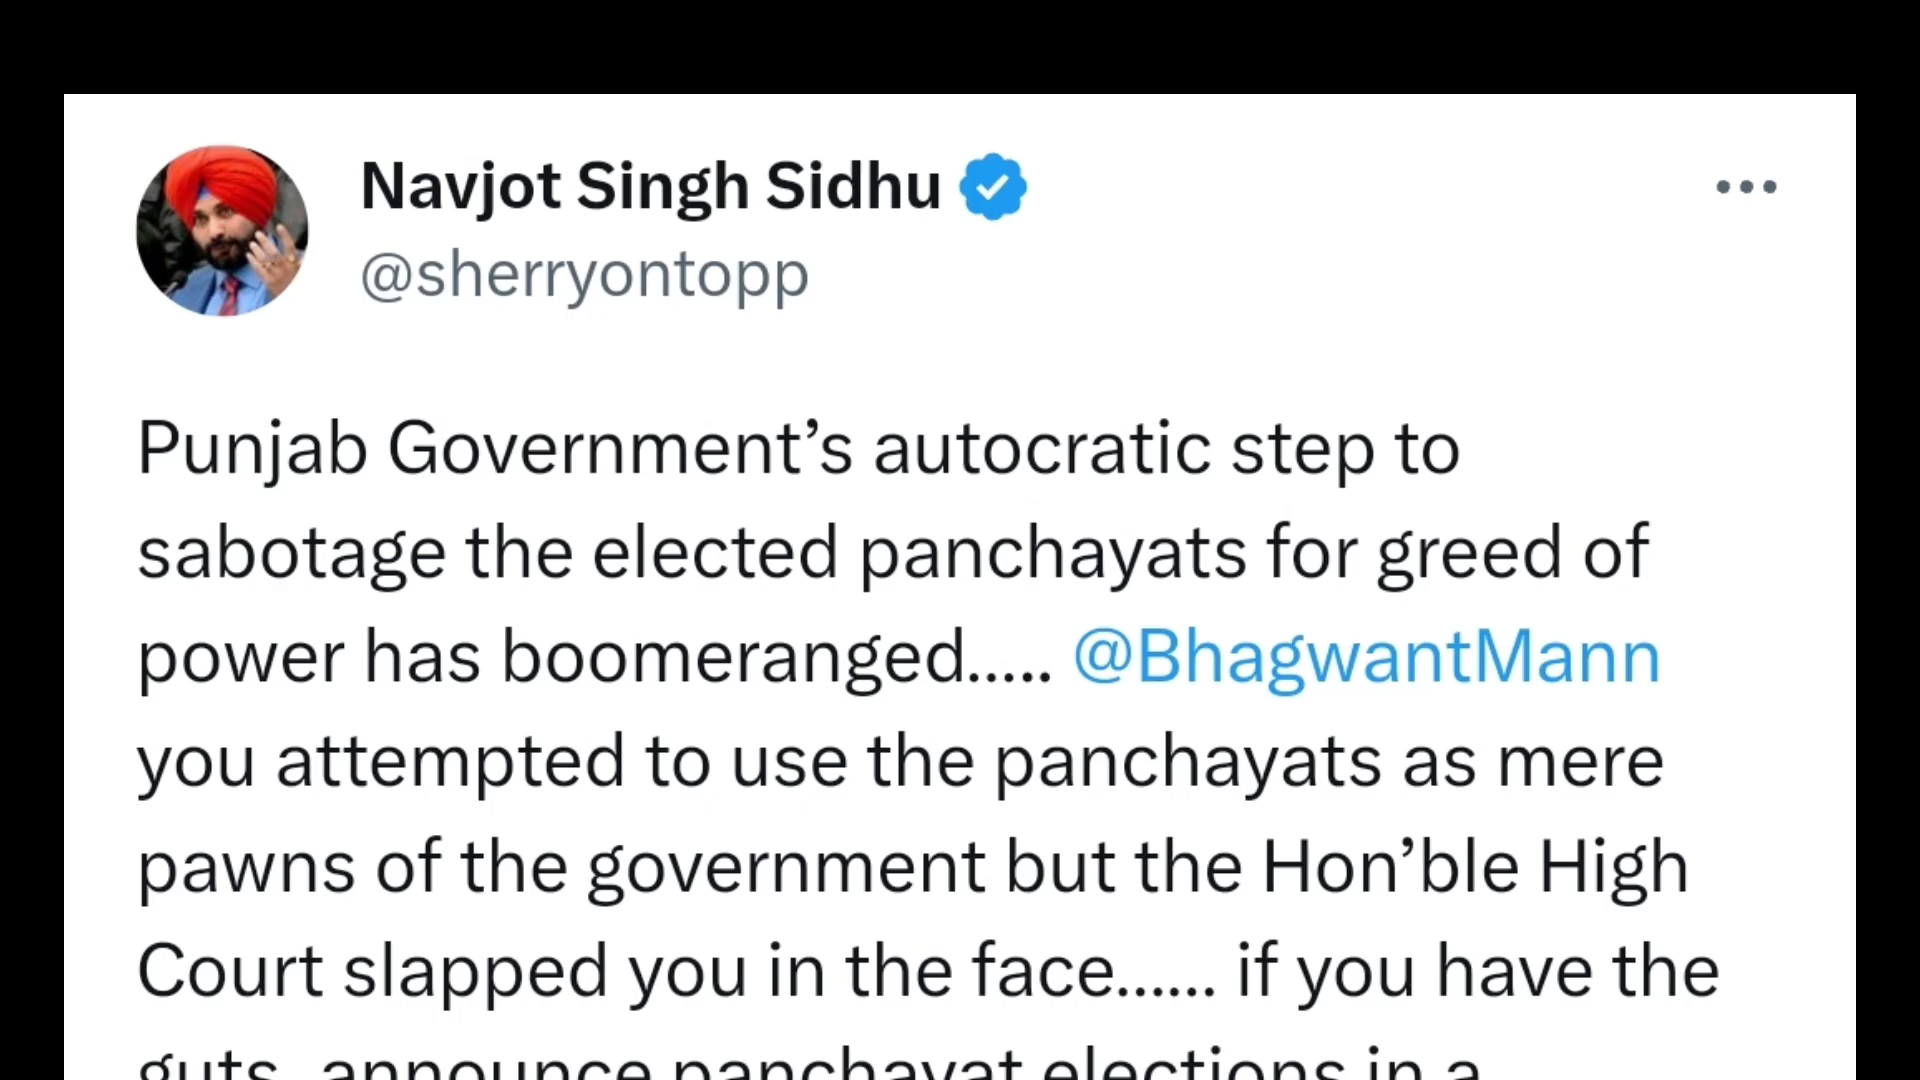 Navjot Singh Sidhu
@sherryontopp
Punjab Government’s autocratic step to
sabotage the elected panchayats for greed of
power has boomeranged..... @BhagwantMann
you attempted to use the panchayats as mere
pawns of the government but the Hon’ble High
Court slapped you in the face...... if you have the
guts, announce panchayat elections in a